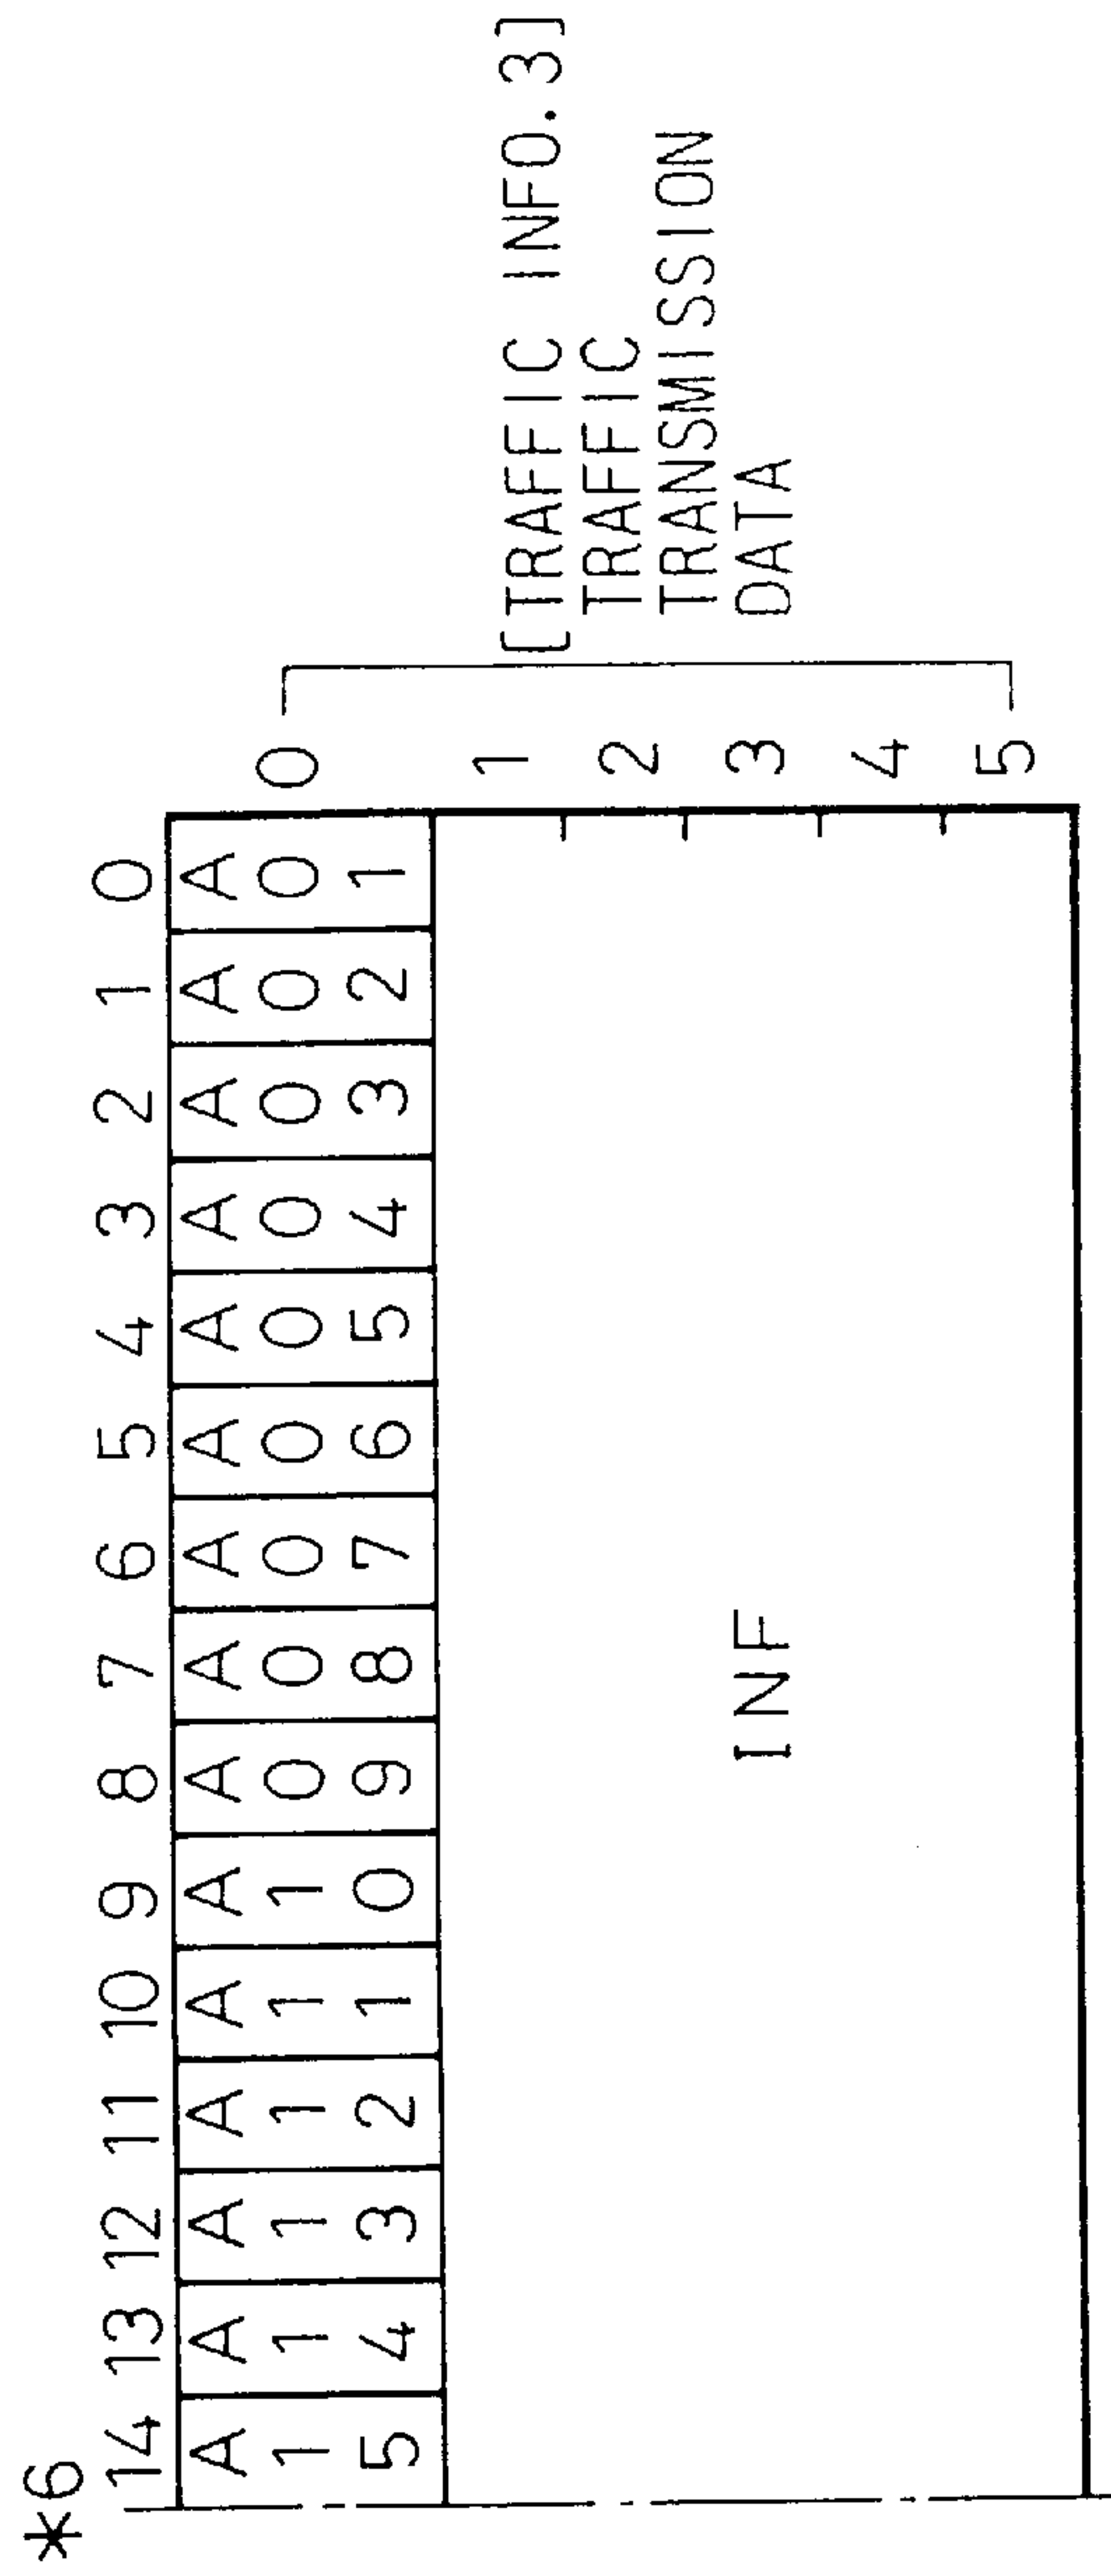 *6
14 13 12 11 10 9 8 7 6 5 4 3 2 1 0
A A A A A A A A A A A A A A A
1 1 1 1 1 1 0 0 0 0 0 0 0 0 0
5 4 3 2 1 0 9 8 7 6 5 4 3 2 1
0
1
2
3
4
5
INF
[TRAFFIC INFO.3]
TRAFFIC
TRANSMISSION
DATA